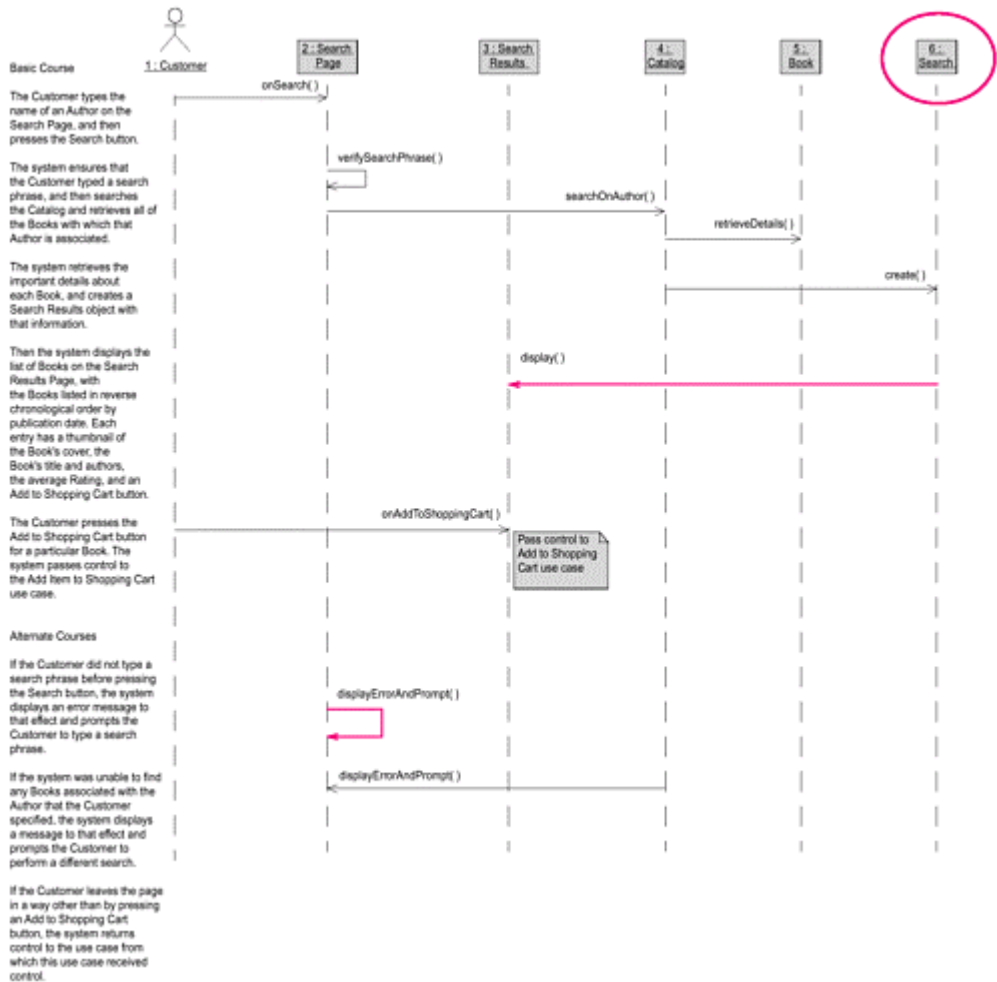 1 : Customer
2 : Search
Page
3 : Search
Results
4 :
Catalog
5 :
Book
6 :
Search
Basic Course
The Customer types the
name of an Author on the
Search Page, and then
presses the Search button.
The system ensures that
the Customer typed a search
phrase, and then searches
the Catalog and retrieves all of
the Books with which that
Author is associated.
The system retrieves the
important details about
each Book, and creates a
Search Results object with
that information.
Then the system displays the
list of Books on the Search
Results Page, with
the Books listed in reverse
chronological order by
publication date. Each
entry has a thumbnail of
the Book's cover, the
Book's title and authors,
the average Rating, and an
Add to Shopping Cart button.
The Customer presses the
Add to Shopping Cart button
for a particular Book. The
system passes control to
the Add Item to Shopping Cart
use case.
Alternate Courses
If the Customer did not type a
search phrase before pressing
the Search button, the system
displays an error message to
that effect and prompts the
Customer to type a search
phrase.
If the system was unable to find
any Books associated with the
Author that the Customer
specified, the system displays
a message to that effect and
prompts the Customer to
perform a different search.
If the Customer leaves the page
in a way other than by pressing
an Add to Shopping Cart
button, the system returns
control to the use case from
which this use case received
control.
onSearch( )
verifySearchPhrase( )
searchOnAuthor( )
retrieveDetails( )
create( )
display( )
onAddToShoppingCart( )
Pass control to
Add to Shopping
Cart use case
displayErrorAndPrompt( )
displayErrorAndPrompt( )